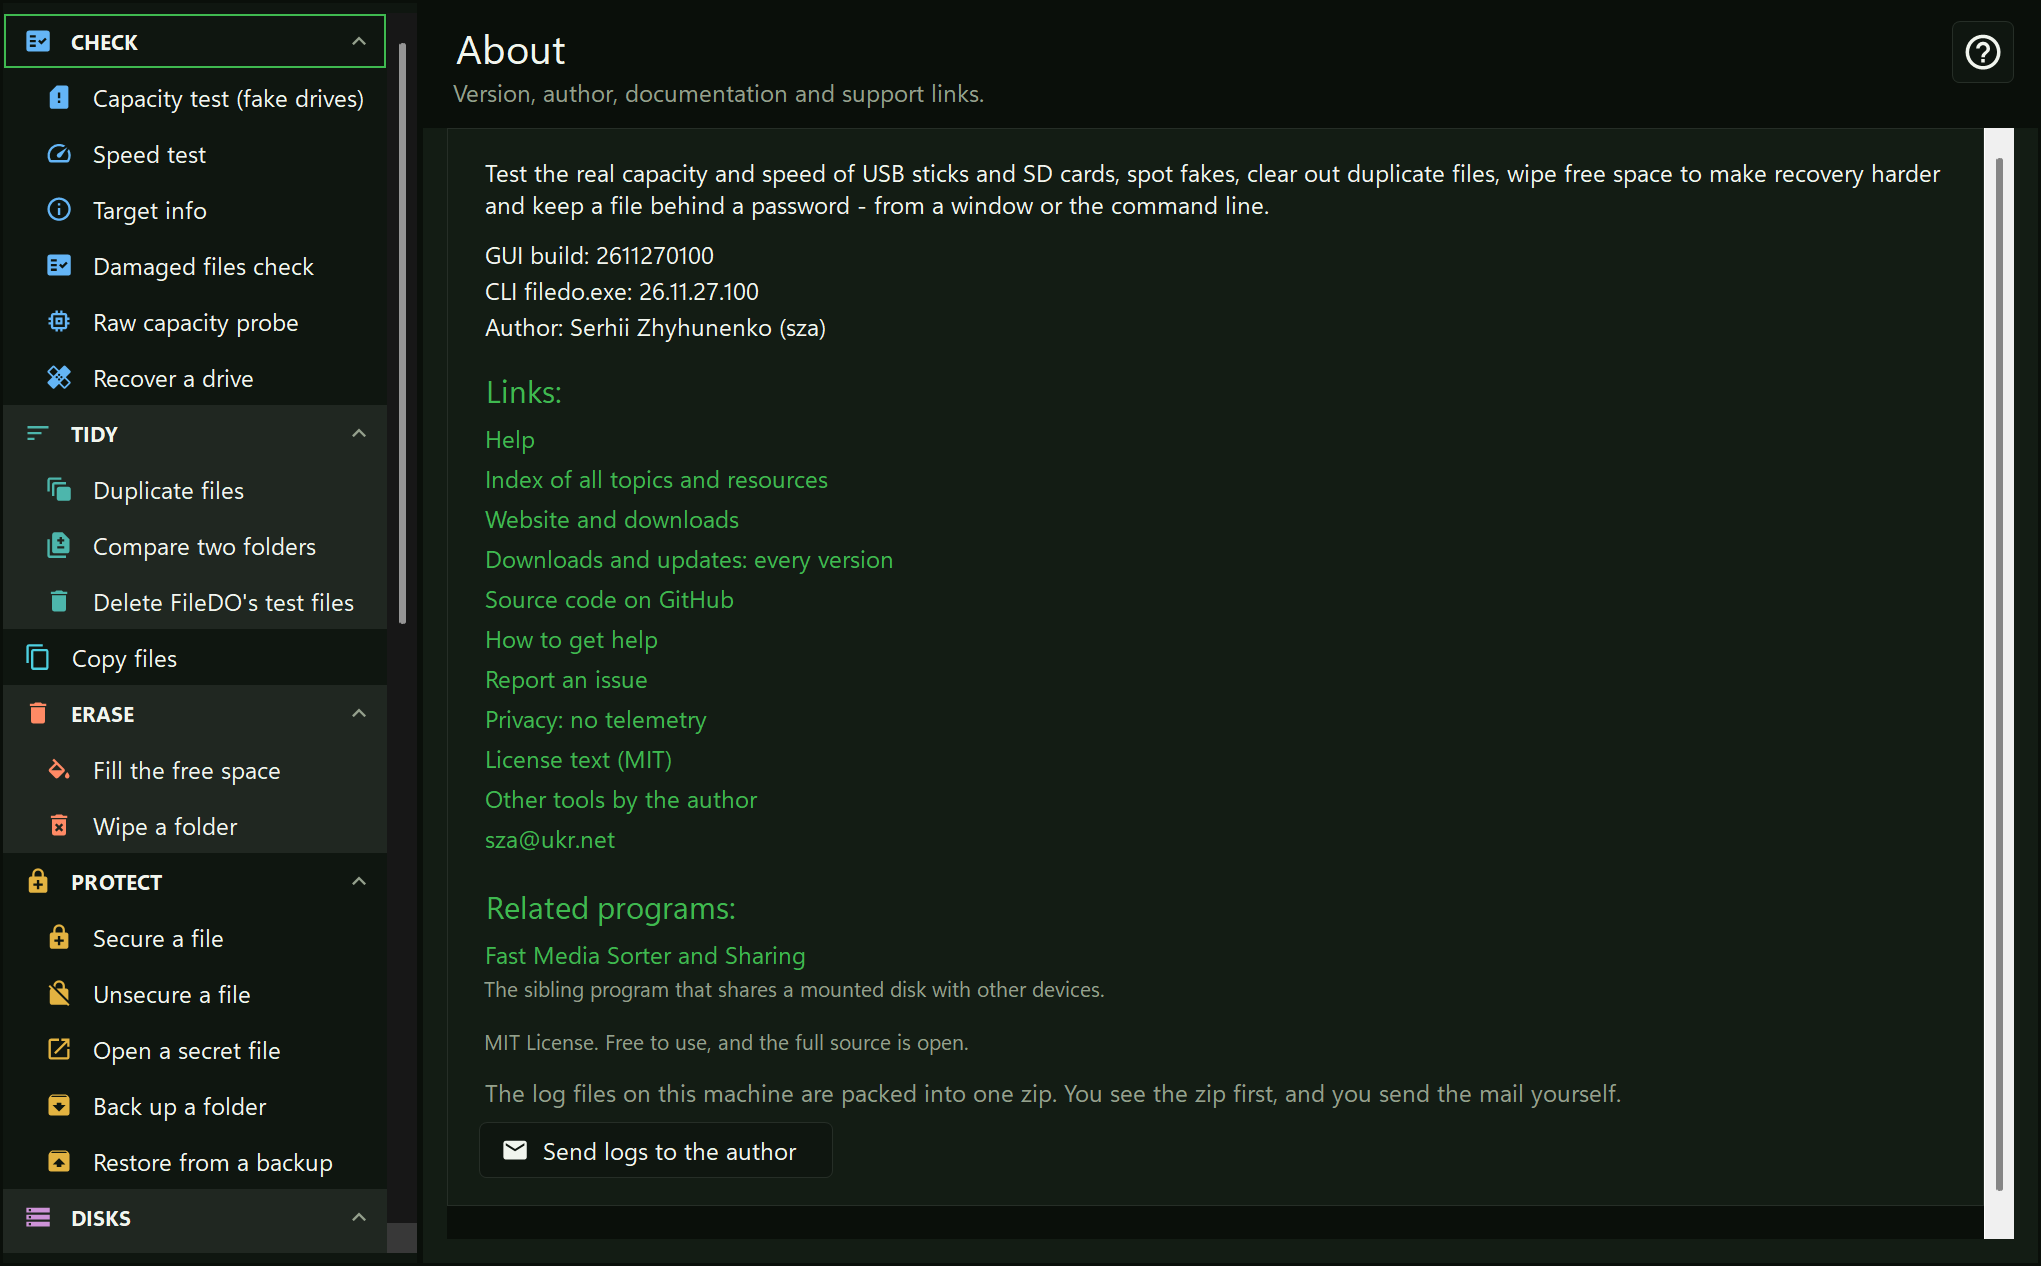 CHECK
Capacity test (fake drives)
Speed test
Target info
Damaged files check
Raw capacity probe
Recover a drive
TIDY
Duplicate files
Compare two folders
Delete FileDO's test files
Copy files
ERASE
Fill the free space
Wipe a folder
PROTECT
Secure a file
Unsecure a file
Open a secret file
Back up a folder
Restore from a backup
DISKS
About
Version, author, documentation and support links.
Test the real capacity and speed of USB sticks and SD cards, spot fakes, clear out duplicate files, wipe free space to make recovery harder
and keep a file behind a password - from a window or the command line.
GUI build: 2611270100
CLI filedo.exe: 26.11.27.100
Author: Serhii Zhyhunenko (sza)
Links:
Help
Index of all topics and resources
Website and downloads
Downloads and updates: every version
Source code on GitHub
How to get help
Report an issue
Privacy: no telemetry
License text (MIT)
Other tools by the author
sza@ukr.net
Related programs:
Fast Media Sorter and Sharing
The sibling program that shares a mounted disk with other devices.
MIT License. Free to use, and the full source is open.
The log files on this machine are packed into one zip. You see the zip first, and you send the mail yourself.
Send logs to the author